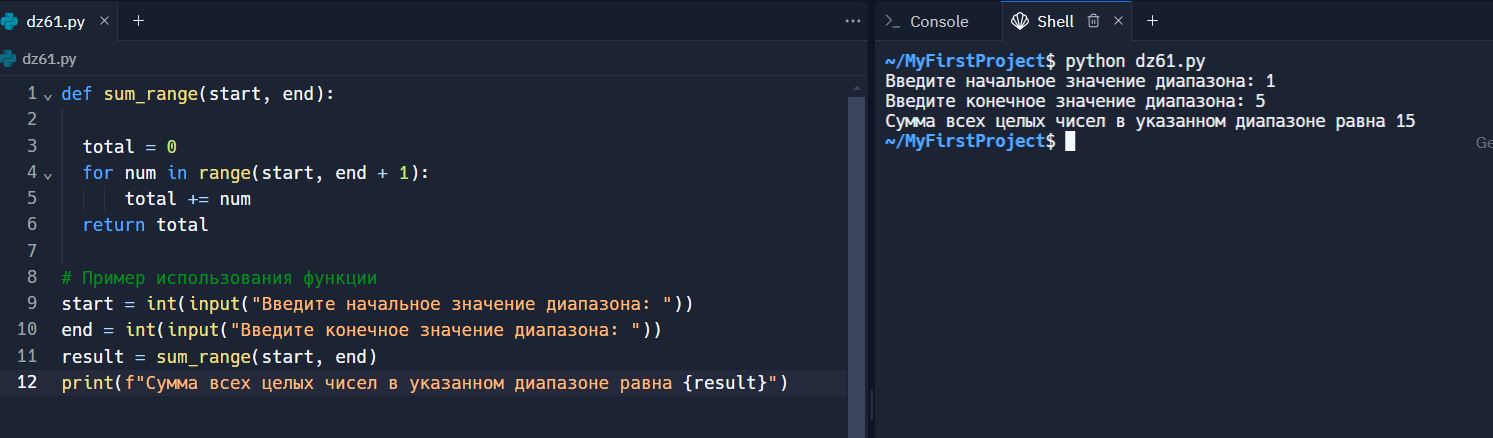 dz61.py
dz61.py
1 def sum_range(start, end):
2
3 total = 0
4 for num in range(start, end + 1):
5 total += num
6 return total
7
8 # Пример использования функции
9 start = int(input("Введите начальное значение диапазона: "))
10 end = int(input("Введите конечное значение диапазона: "))
11 result = sum_range(start, end)
12 print(f"Сумма всех целых чисел в указанном диапазоне равна {result}")
Console Shell
~/MyFirstProject$ python dz61.py
Введите начальное значение диапазона: 1
Введите конечное значение диапазона: 5
Сумма всех целых чисел в указанном диапазоне равна 15
~/MyFirstProject$
Ge